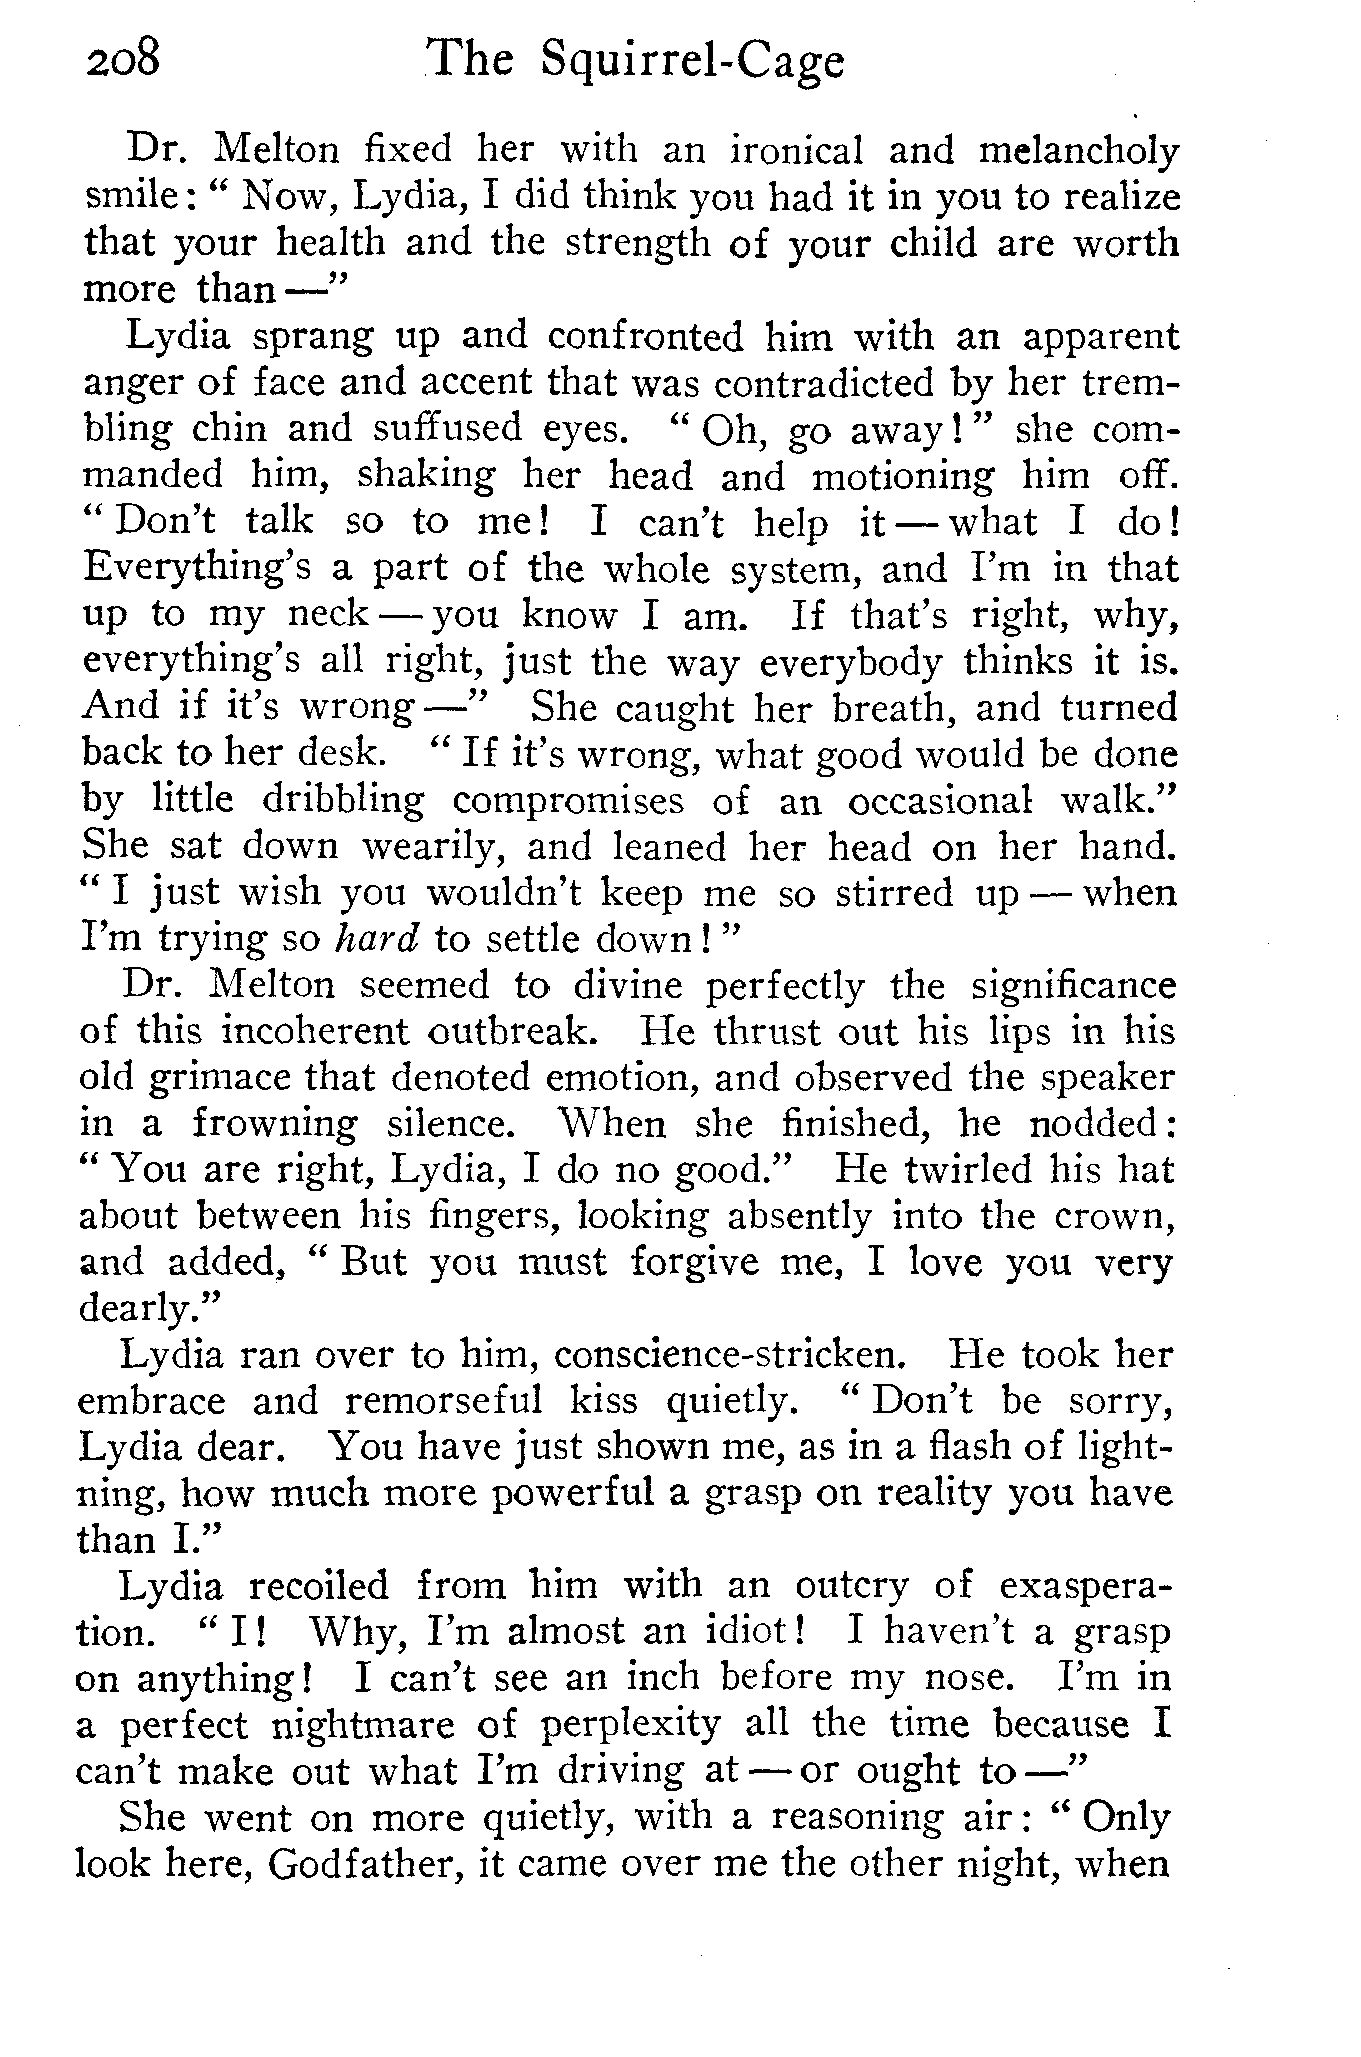 208 The Squirrel-Cage
Dr. Melton fixed her with an ironical and melancholy
smile: " Now, Lydia, I did think you had it in you to realize
that your health and the strength of your child are worth
more than —"
Lydia sprang up and confronted him with an apparent
anger of face and accent that was contradicted by her trem-
bling chin and suffused eyes. " Oh, go away! " she com-
manded him, shaking her head and motioning him off.
" Don't talk so to me! I can't help it — what I do!
Everything's a part of the whole system, and I'm in that
up to my neck — you know I am. If that's right, why,
everything's all right, just the way everybody thinks it is.
And if it's wrong —" She caught her breath, and turned
back to her desk. " If it's wrong, what good would be done
by little dribbling compromises of an occasional walk."
She sat down wearily, and leaned her head on her hand.
" I just wish you wouldn't keep me so stirred up — when
I'm trying so hard to settle down! "
Dr. Melton seemed to divine perfectly the significance
of this incoherent outbreak. He thrust out his lips in his
old grimace that denoted emotion, and observed the speaker
in a frowning silence. When she finished, he nodded:
" You are right, Lydia, I do no good." He twirled his hat
about between his fingers, looking absently into the crown,
and added, " But you must forgive me, I love you very
dearly."
Lydia ran over to him, conscience-stricken. He took her
embrace and remorseful kiss quietly. " Don't be sorry,
Lydia dear. You have just shown me, as in a flash of light-
ning, how much more powerful a grasp on reality you have
than I."
Lydia recoiled from him with an outcry of exaspera-
tion. " I! Why, I'm almost an idiot! I haven't a grasp
on anything! I can't see an inch before my nose. I'm in
a perfect nightmare of perplexity all the time because I
can't make out what I'm driving at — or ought to —"
She went on more quietly, with a reasoning air: " Only
look here, Godfather, it came over me the other night, when